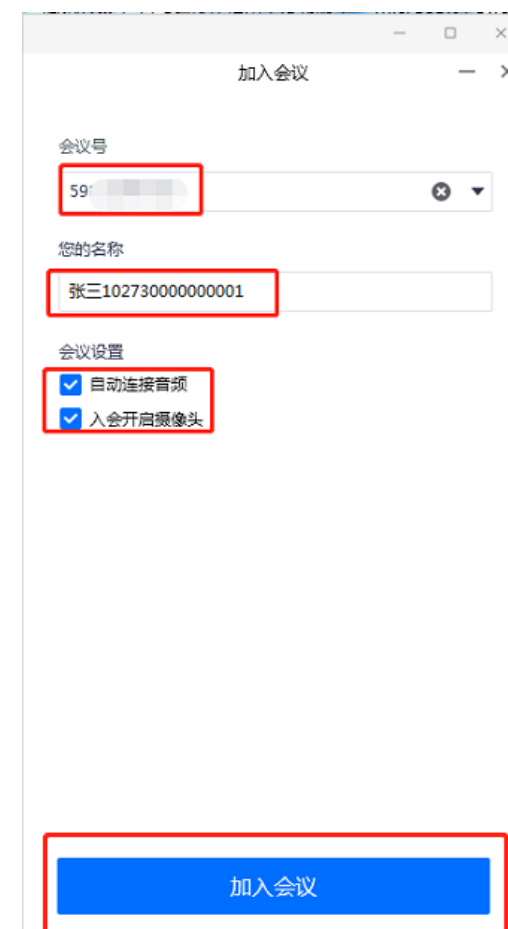 加入会议
会议号
59
您的名称
张三102730000000001
会议设置
自动连接音频
入会开启摄像头
加入会议